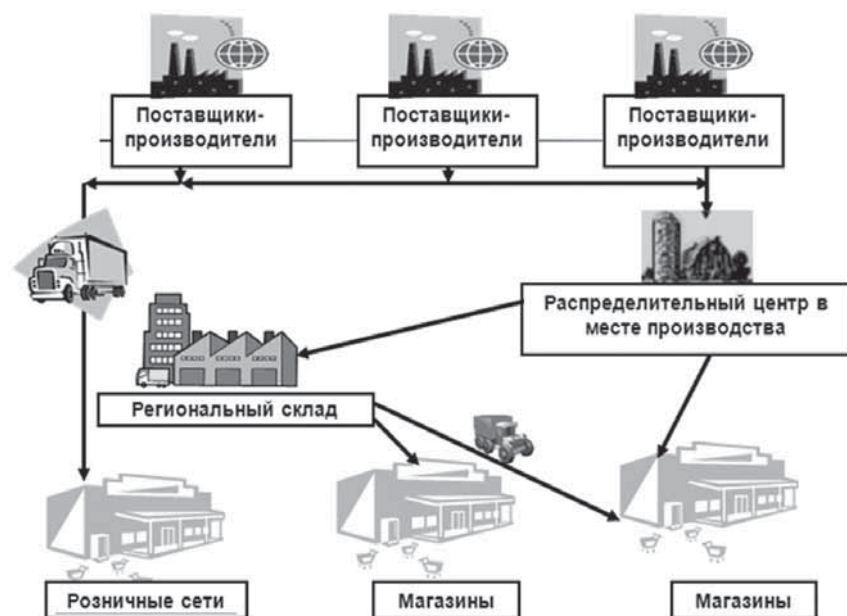 Поставщики-
производители
Поставщики-
производители
Поставщики-
производители
Распределительный центр в
месте производства
Региональный склад
Розничные сети
Магазины
Магазины